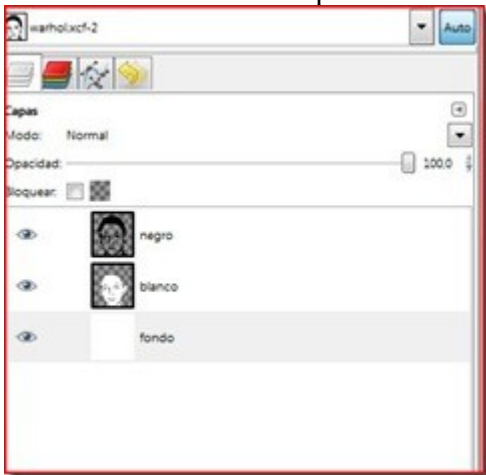 warhol.xcf-2
Auto
Capas
Modo: Normal
Opacidad: 100,0
Bloquear:
negro
blanco
fondo